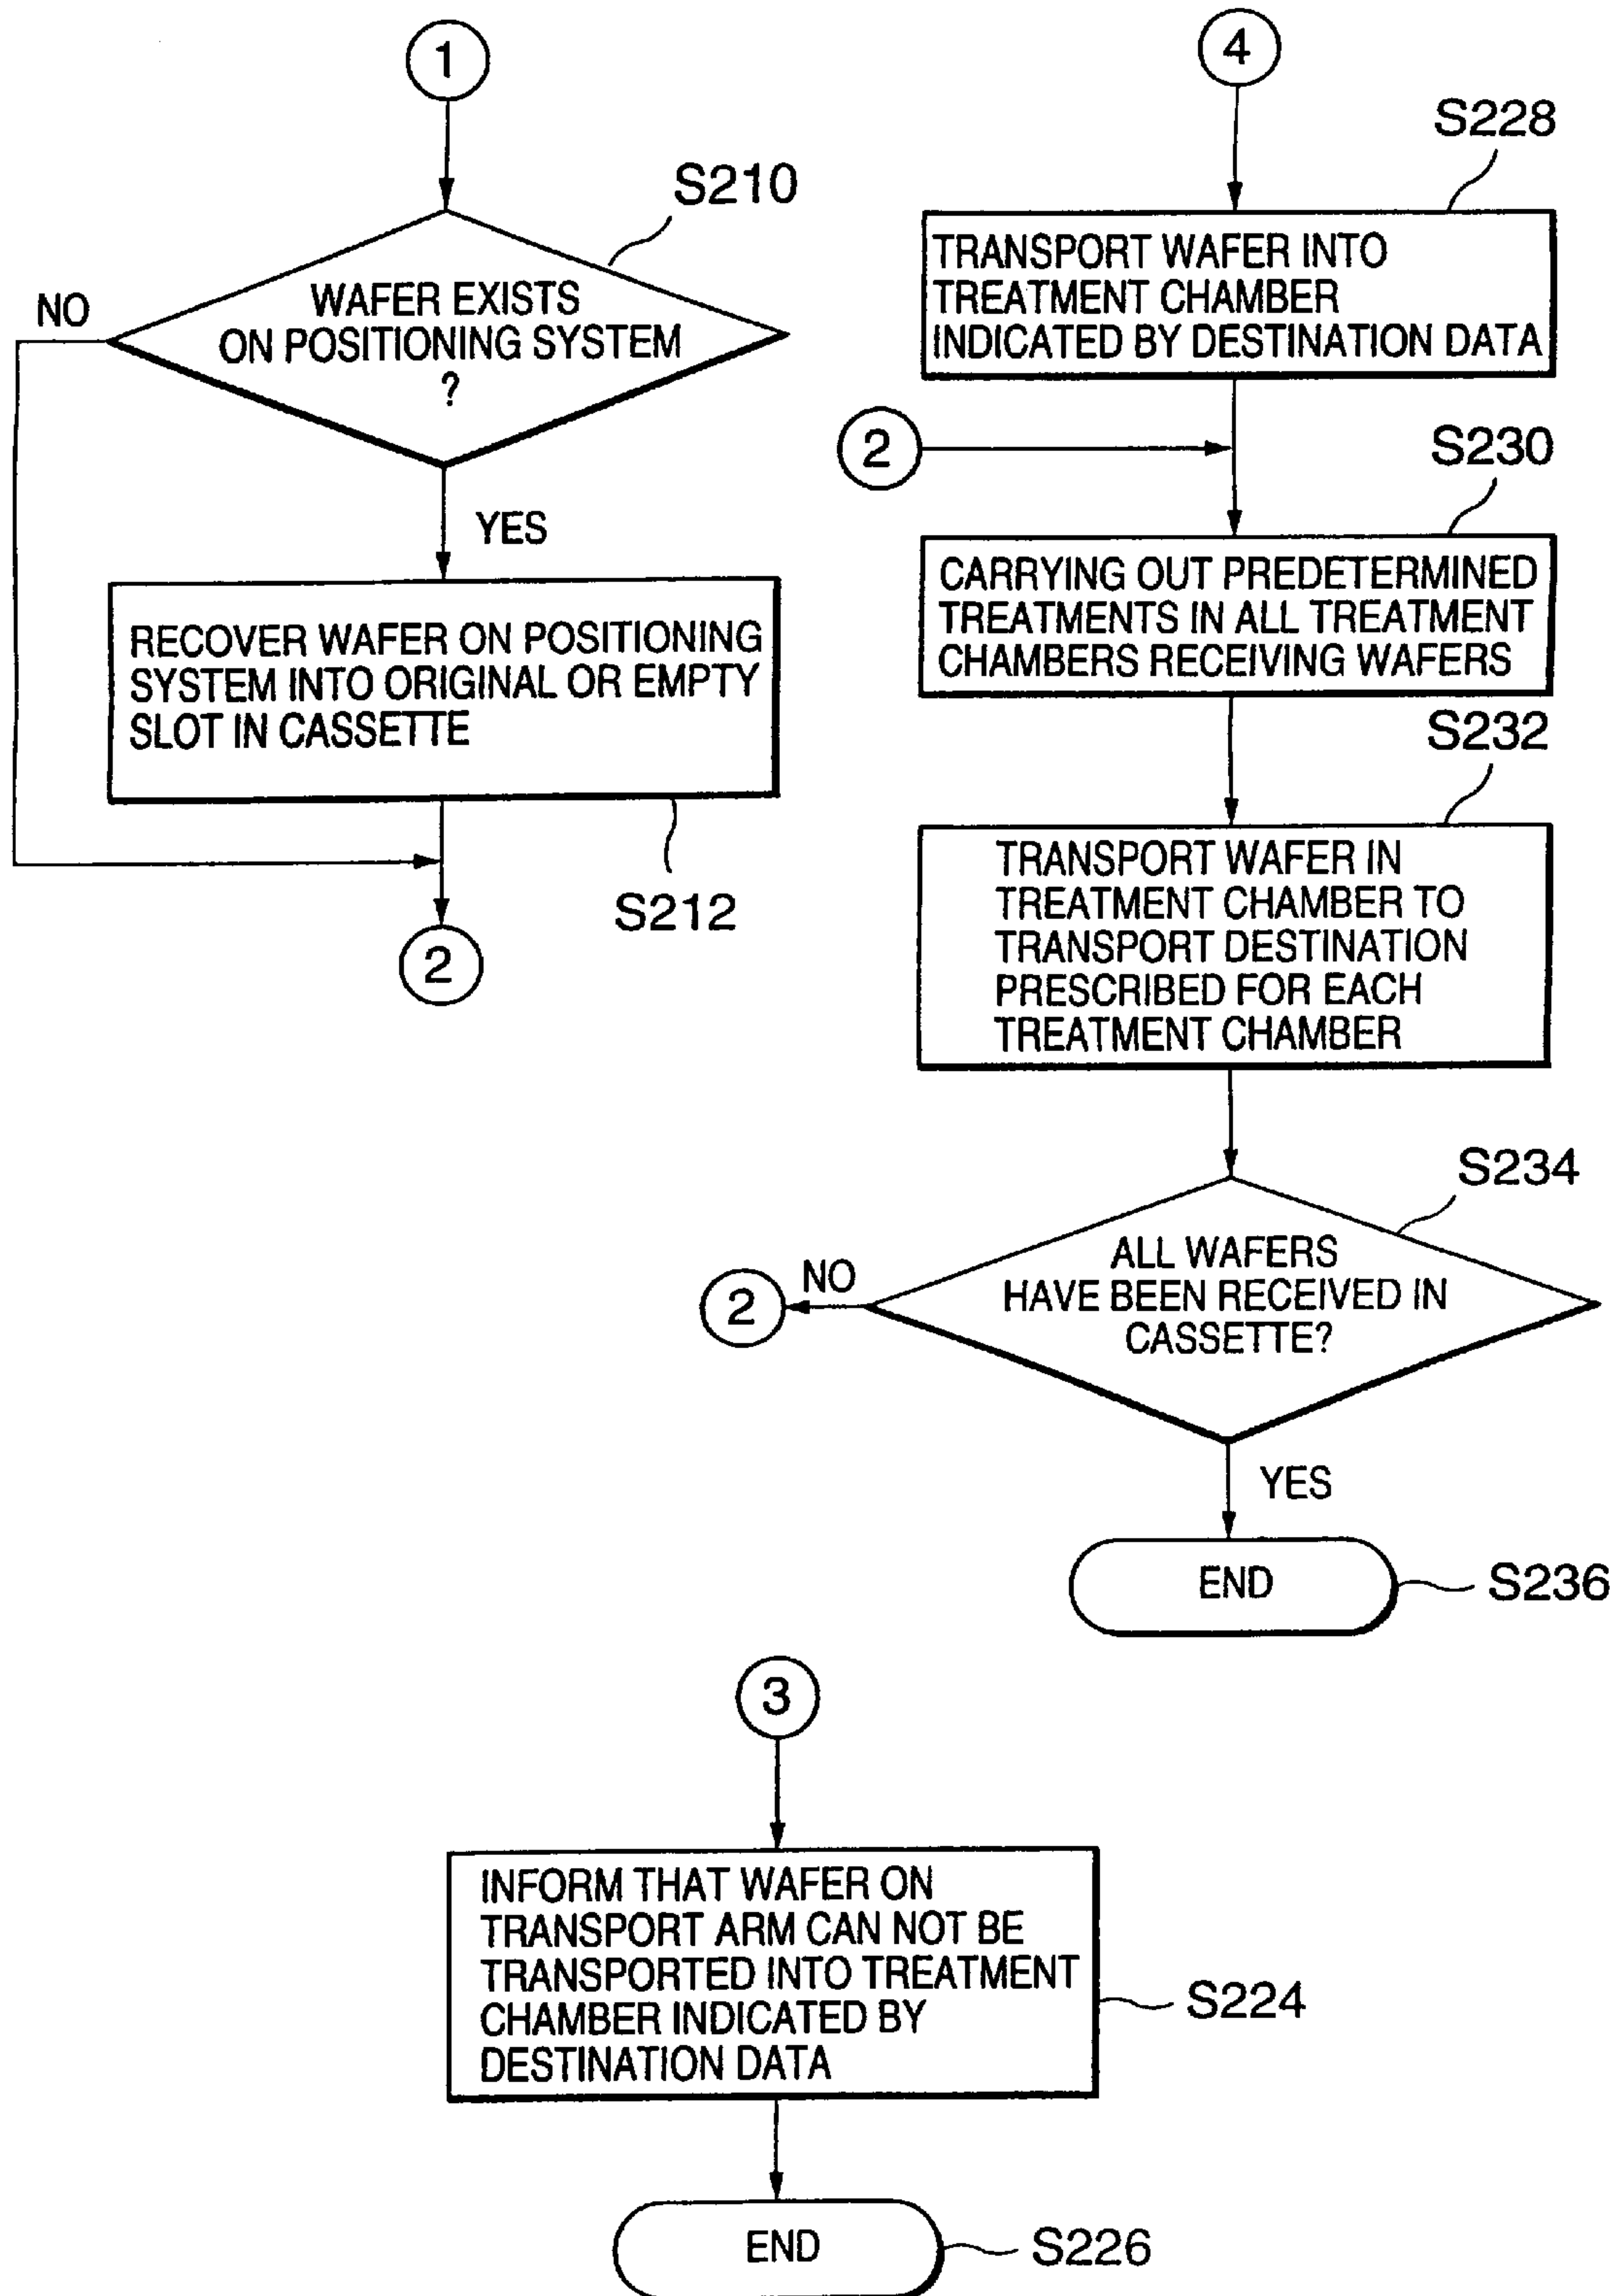 1
S210
WAFER EXISTS
ON POSITIONING SYSTEM
?
NO
YES
RECOVER WAFER ON POSITIONING
SYSTEM INTO ORIGINAL OR EMPTY
SLOT IN CASSETTE
S212
2
4
S228
TRANSPORT WAFER INTO
TREATMENT CHAMBER
INDICATED BY DESTINATION DATA
2
S230
CARRYING OUT PREDETERMINED
TREATMENTS IN ALL TREATMENT
CHAMBERS RECEIVING WAFERS
S232
TRANSPORT WAFER IN
TREATMENT CHAMBER TO
TRANSPORT DESTINATION
PRESCRIBED FOR EACH
TREATMENT CHAMBER
S234
ALL WAFERS
HAVE BEEN RECEIVED IN
CASSETTE?
NO
2
YES
END
S236
3
INFORM THAT WAFER ON
TRANSPORT ARM CAN NOT BE
TRANSPORTED INTO TREATMENT
CHAMBER INDICATED BY
DESTINATION DATA
S224
END
S226